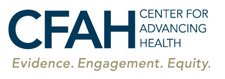 CFAH CENTER FOR
ADVANCING
HEALTH
Evidence. Engagement. Equity.